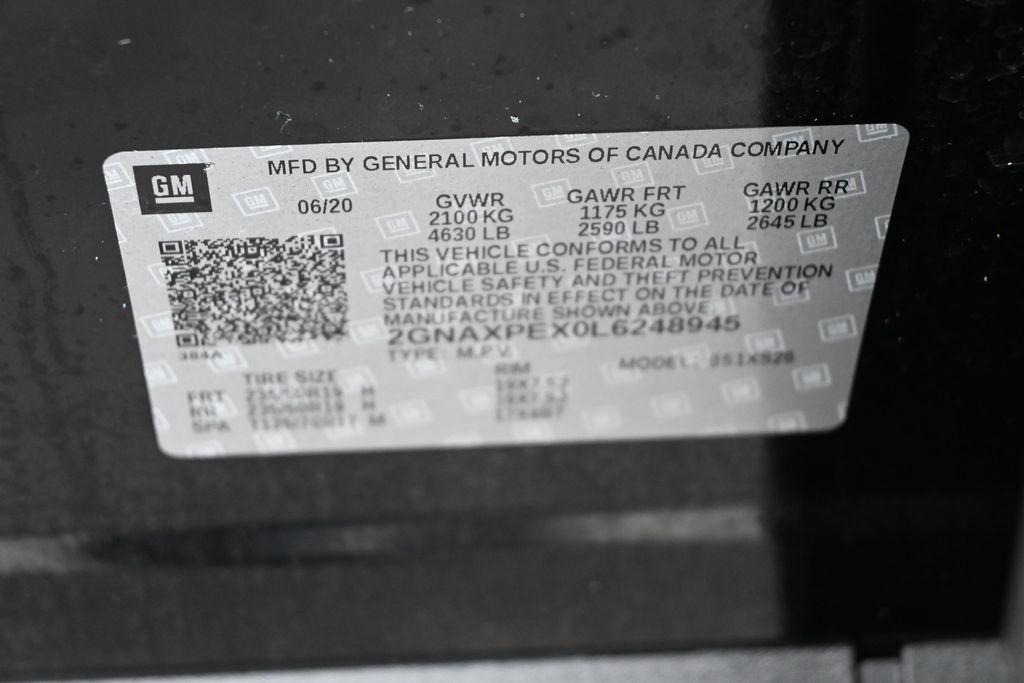 GM
MFD BY GENERAL MOTORS OF CANADA COMPANY
06/20
GVWR
2100 KG
4630 LB
GAWR FRT
1175 KG
2590 LB
GAWR RR
1200 KG
2645 LB
THIS VEHICLE CONFORMS TO ALL
APPLICABLE U.S. FEDERAL MOTOR
VEHICLE SAFETY AND THEFT PREVENTION
STANDARDS IN EFFECT ON THE DATE OF
MANUFACTURE SHOWN ABOVE.
2GNAXPEX0L6248945
384A
TYPE: M.P.V.
MODEL:
TIRE SIZE
RIM
FRT
RR
SPA